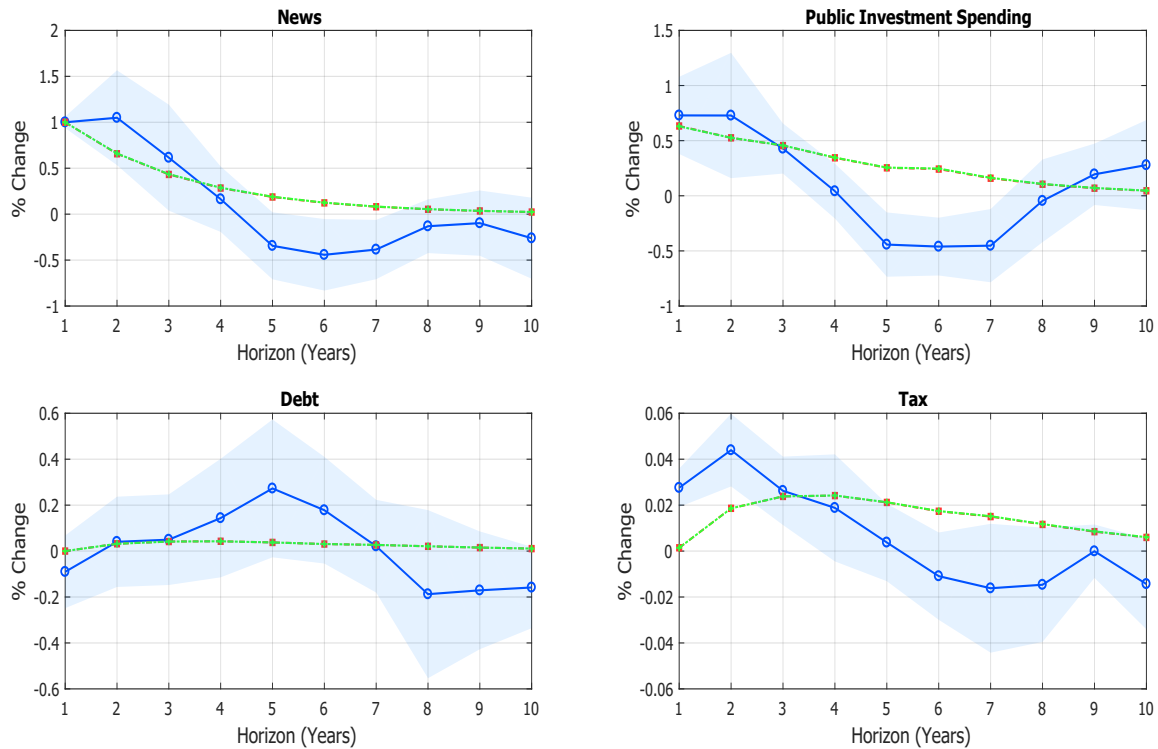 News
% Change
2
1.5
1
0.5
0
-0.5
-1
1 2 3 4 5 6 7 8 9 10
Horizon (Years)
Public Investment Spending
% Change
1.5
1
0.5
0
-0.5
-1
1 2 3 4 5 6 7 8 9 10
Horizon (Years)
Debt
% Change
0.6
0.4
0.2
0
-0.2
-0.4
-0.6
1 2 3 4 5 6 7 8 9 10
Horizon (Years)
Tax
% Change
0.06
0.04
0.02
0
-0.02
-0.04
-0.06
1 2 3 4 5 6 7 8 9 10
Horizon (Years)